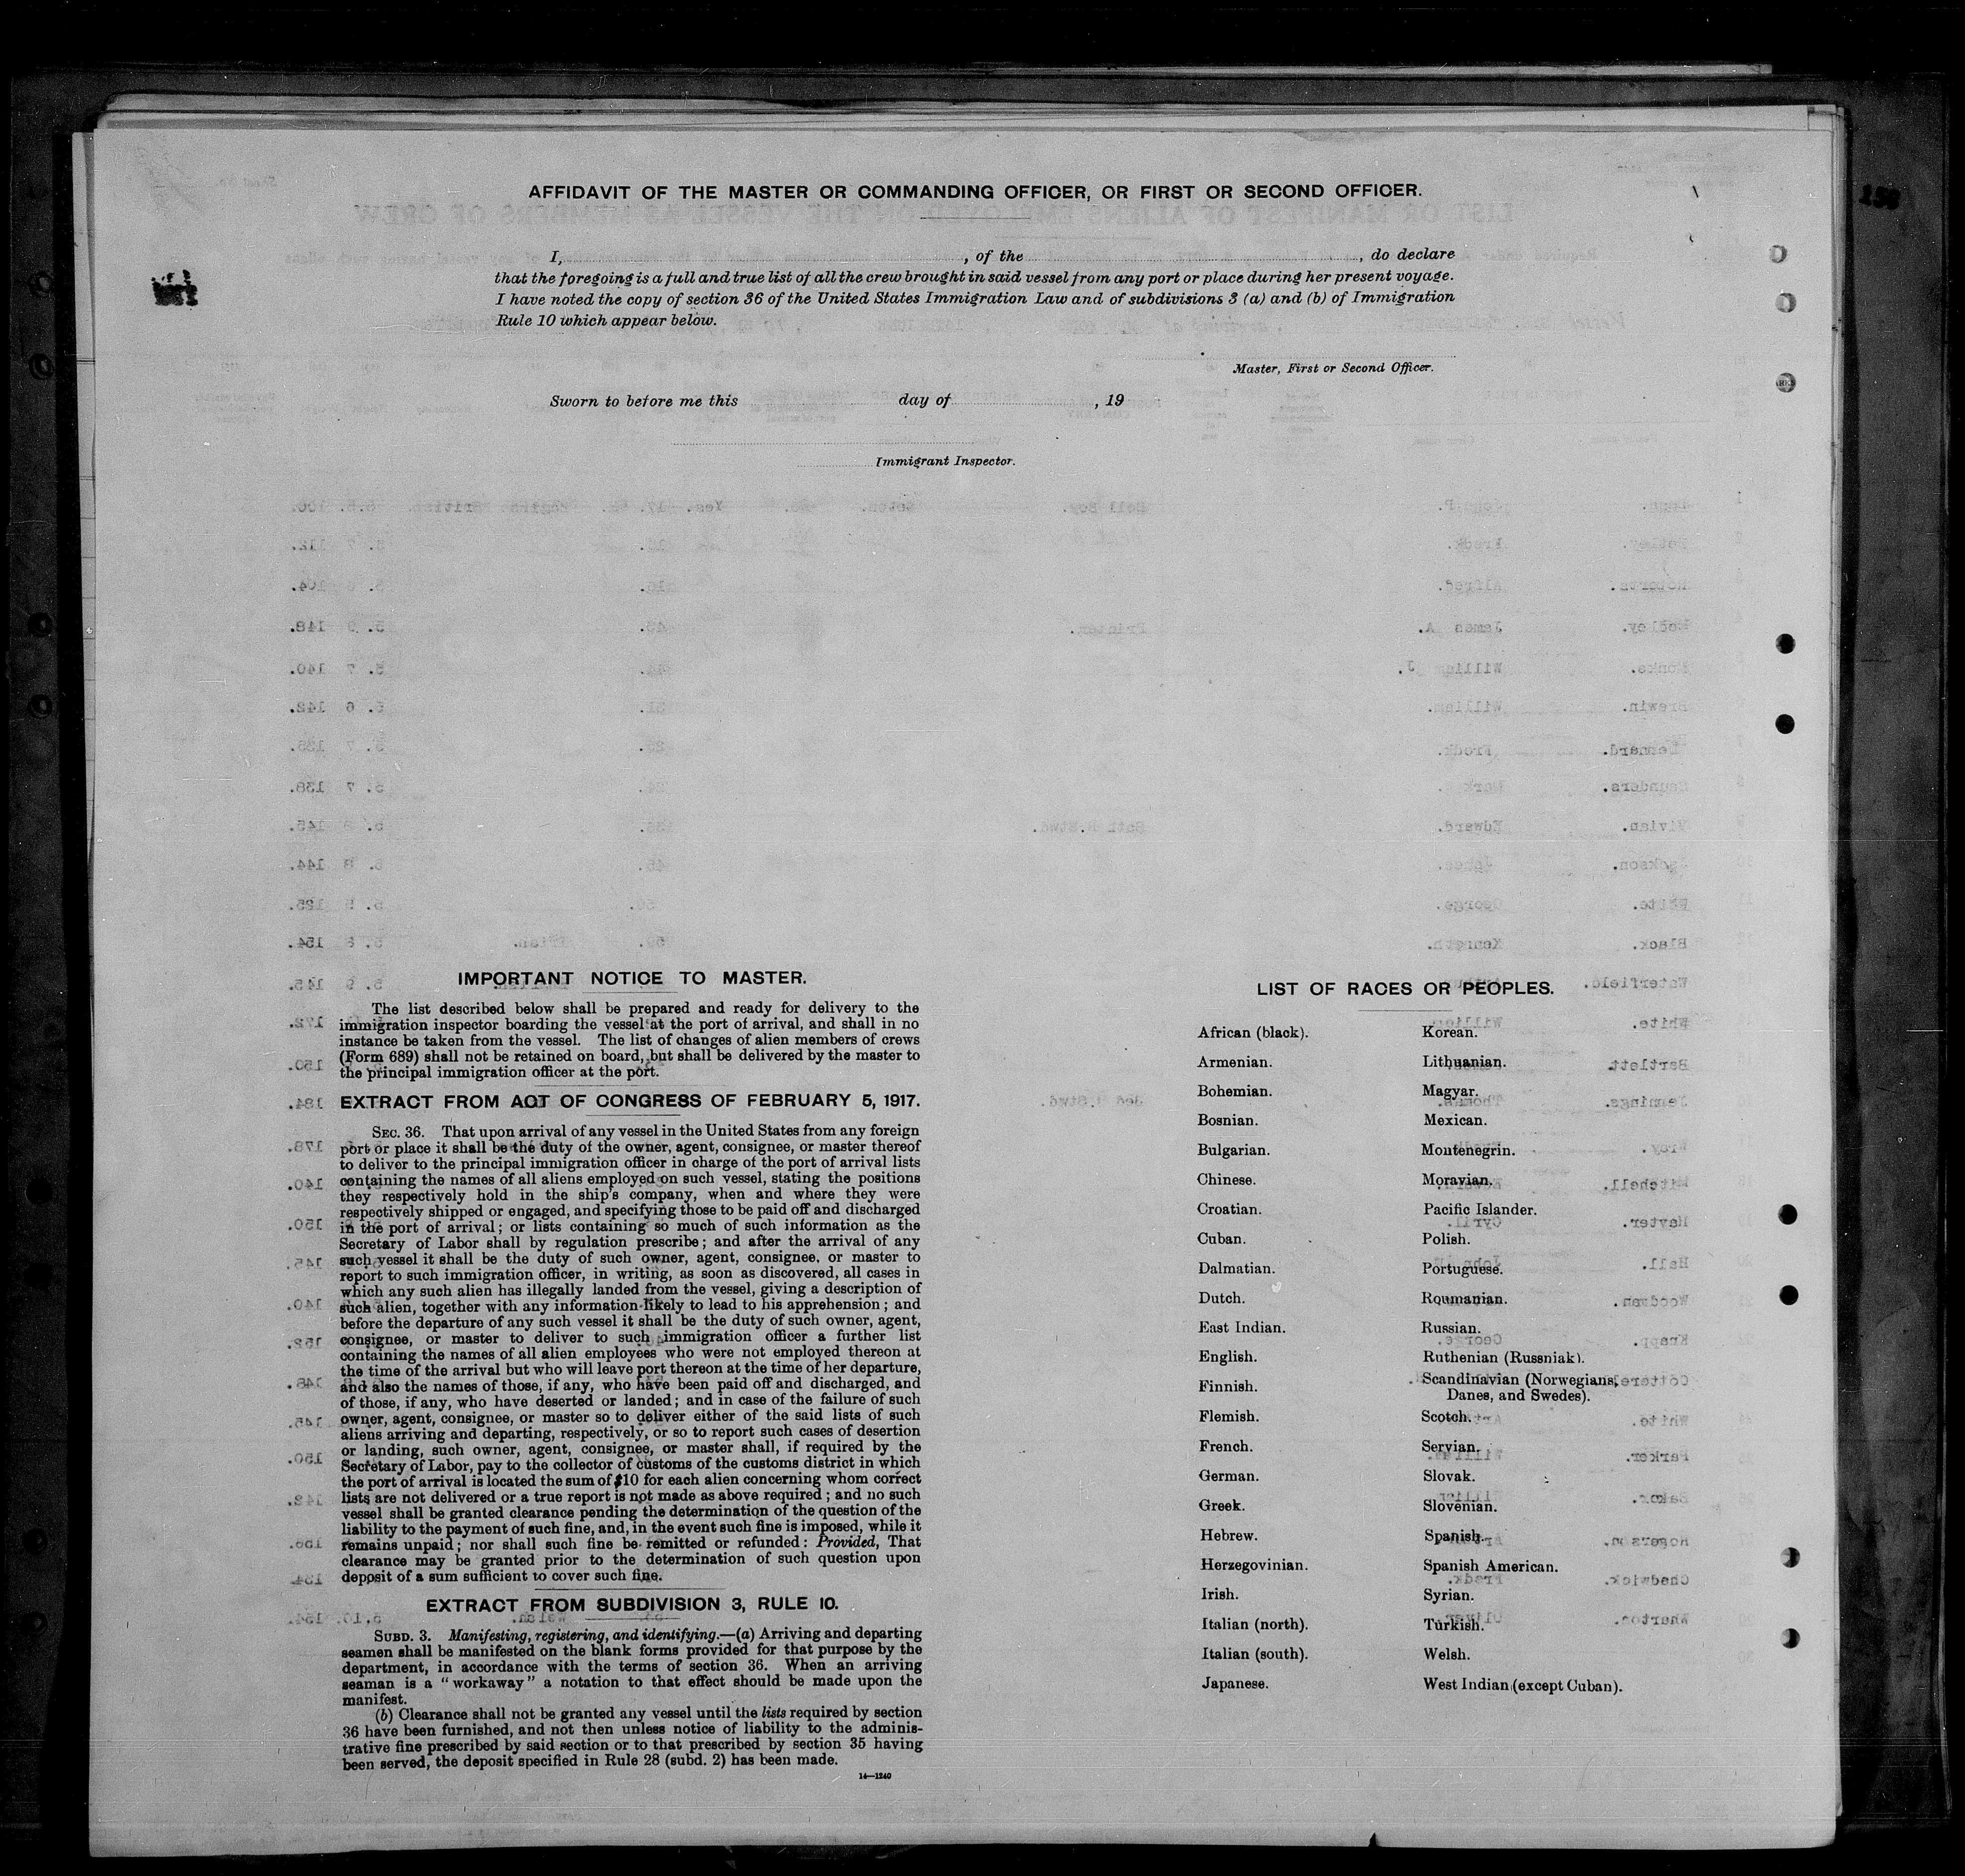 AFFIDAVIT OF THE MASTER OR COMMANDING OFFICER, OR FIRST OR SECOND OFFICER.
I, , of the , do declare
that the foregoing is a full and true list of all the crew brought in said vessel from any port or place during her present voyage.
I have noted the copy of section 36 of the United States Immigration Law and of subdivisions 3 (a) and (b) of Immigration
Rule 10 which appear below.
Master, First or Second Officer.
Sworn to before me this day of , 19
Immigrant Inspector.
IMPORTANT NOTICE TO MASTER.
The list described below shall be prepared and ready for delivery to the
immigration inspector boarding the vessel at the port of arrival, and shall in no
instance be taken from the vessel. The list of changes of alien members of crews
(Form 689) shall not be retained on board, but shall be delivered by the master to
the principal immigration officer at the port.
EXTRACT FROM ACT OF CONGRESS OF FEBRUARY 5, 1917.
SEC. 36. That upon arrival of any vessel in the United States from any foreign
port or place it shall be the duty of the owner, agent, consignee, or master thereof
to deliver to the principal immigration officer in charge of the port of arrival lists
containing the names of all aliens employed on such vessel, stating the positions
they respectively hold in the ship's company, when and where they were
respectively shipped or engaged, and specifying those to be paid off and discharged
in the port of arrival; or lists containing so much of such information as the
Secretary of Labor shall by regulation prescribe; and after the arrival of any
such vessel it shall be the duty of such owner, agent, consignee, or master to
report to such immigration officer, in writing, as soon as discovered, all cases in
which any such alien has illegally landed from the vessel, giving a description of
such alien, together with any information likely to lead to his apprehension; and
before the departure of any such vessel it shall be the duty of such owner, agent,
consignee, or master to deliver to such immigration officer a further list
containing the names of all alien employees who were not employed thereon at
the time of the arrival but who will leave port thereon at the time of her departure,
and also the names of those, if any, who have been paid off and discharged, and
of those, if any, who have deserted or landed; and in case of the failure of such
owner, agent, consignee, or master so to deliver either of the said lists of such
aliens arriving and departing, respectively, or so to report such cases of desertion
or landing, such owner, agent, consignee, or master shall, if required by the
Secretary of Labor, pay to the collector of customs of the customs district in which
the port of arrival is located the sum of $10 for each alien concerning whom correct
lists are not delivered or a true report is not made as above required; and no such
vessel shall be granted clearance pending the determination of the question of the
liability to the payment of such fine, and, in the event such fine is imposed, while it
remains unpaid; nor shall such fine be remitted or refunded: Provided, That
clearance may be granted prior to the determination of such question upon
deposit of a sum sufficient to cover such fine.
EXTRACT FROM SUBDIVISION 3, RULE 10.
SUBD. 3. Manifesting, registering, and identifying.—(a) Arriving and departing
seamen shall be manifested on the blank forms provided for that purpose by the
department, in accordance with the terms of section 36. When an arriving
seaman is a "workaway" a notation to that effect should be made upon the
manifest.
(b) Clearance shall not be granted any vessel until the lists required by section
36 have been furnished, and not then unless notice of liability to the adminis-
trative fine prescribed by said section or to that prescribed by section 35 having
been served, the deposit specified in Rule 28 (subd. 2) has been made.
14—1240
LIST OF RACES OR PEOPLES.
African (black).
Armenian.
Bohemian.
Bosnian.
Bulgarian.
Chinese.
Croatian.
Cuban.
Dalmatian.
Dutch.
East Indian.
English.
Finnish.
Flemish.
French.
German.
Greek.
Hebrew.
Herzegovinian.
Irish.
Italian (north).
Italian (south).
Japanese.
Korean.
Lithuanian.
Magyar.
Mexican.
Montenegrin.
Moravian.
Pacific Islander.
Polish.
Portuguese.
Roumanian.
Russian.
Ruthenian (Russniak).
Scandinavian (Norwegians,
Danes, and Swedes).
Scotch.
Servian.
Slovak.
Slovenian.
Spanish.
Spanish American.
Syrian.
Turkish.
Welsh.
West Indian (except Cuban).